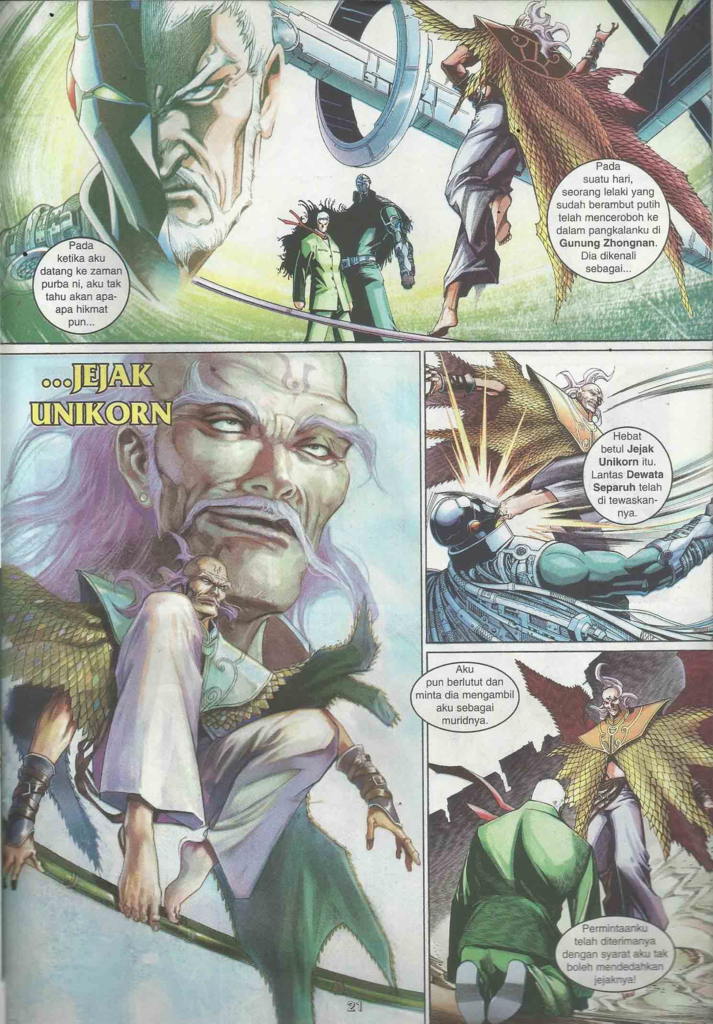 Pada
suatu hari,
seorang lelaki yang
sudah berambut putih
telah menceroboh ke
dalam pangkalanku di
Gunung Zhongnan.
Dia dikenali
sebagai...
Pada
ketika aku
datang ke zaman
purba ni, aku tak
tahu akan apa-
apa hikmat
pun...
...JEJAK
UNIKORN
Hebat
betul Jejak
Unikorn itu.
Lantas Dewata
Separuh telah
di tewaskan-
nya.
Aku
pun berlutut dan
minta dia mengambil
aku sebagai
muridnya.
Permintaanku
telah diterimanya
dengan syarat aku tak
boleh mendedahkan
jejaknya!
21